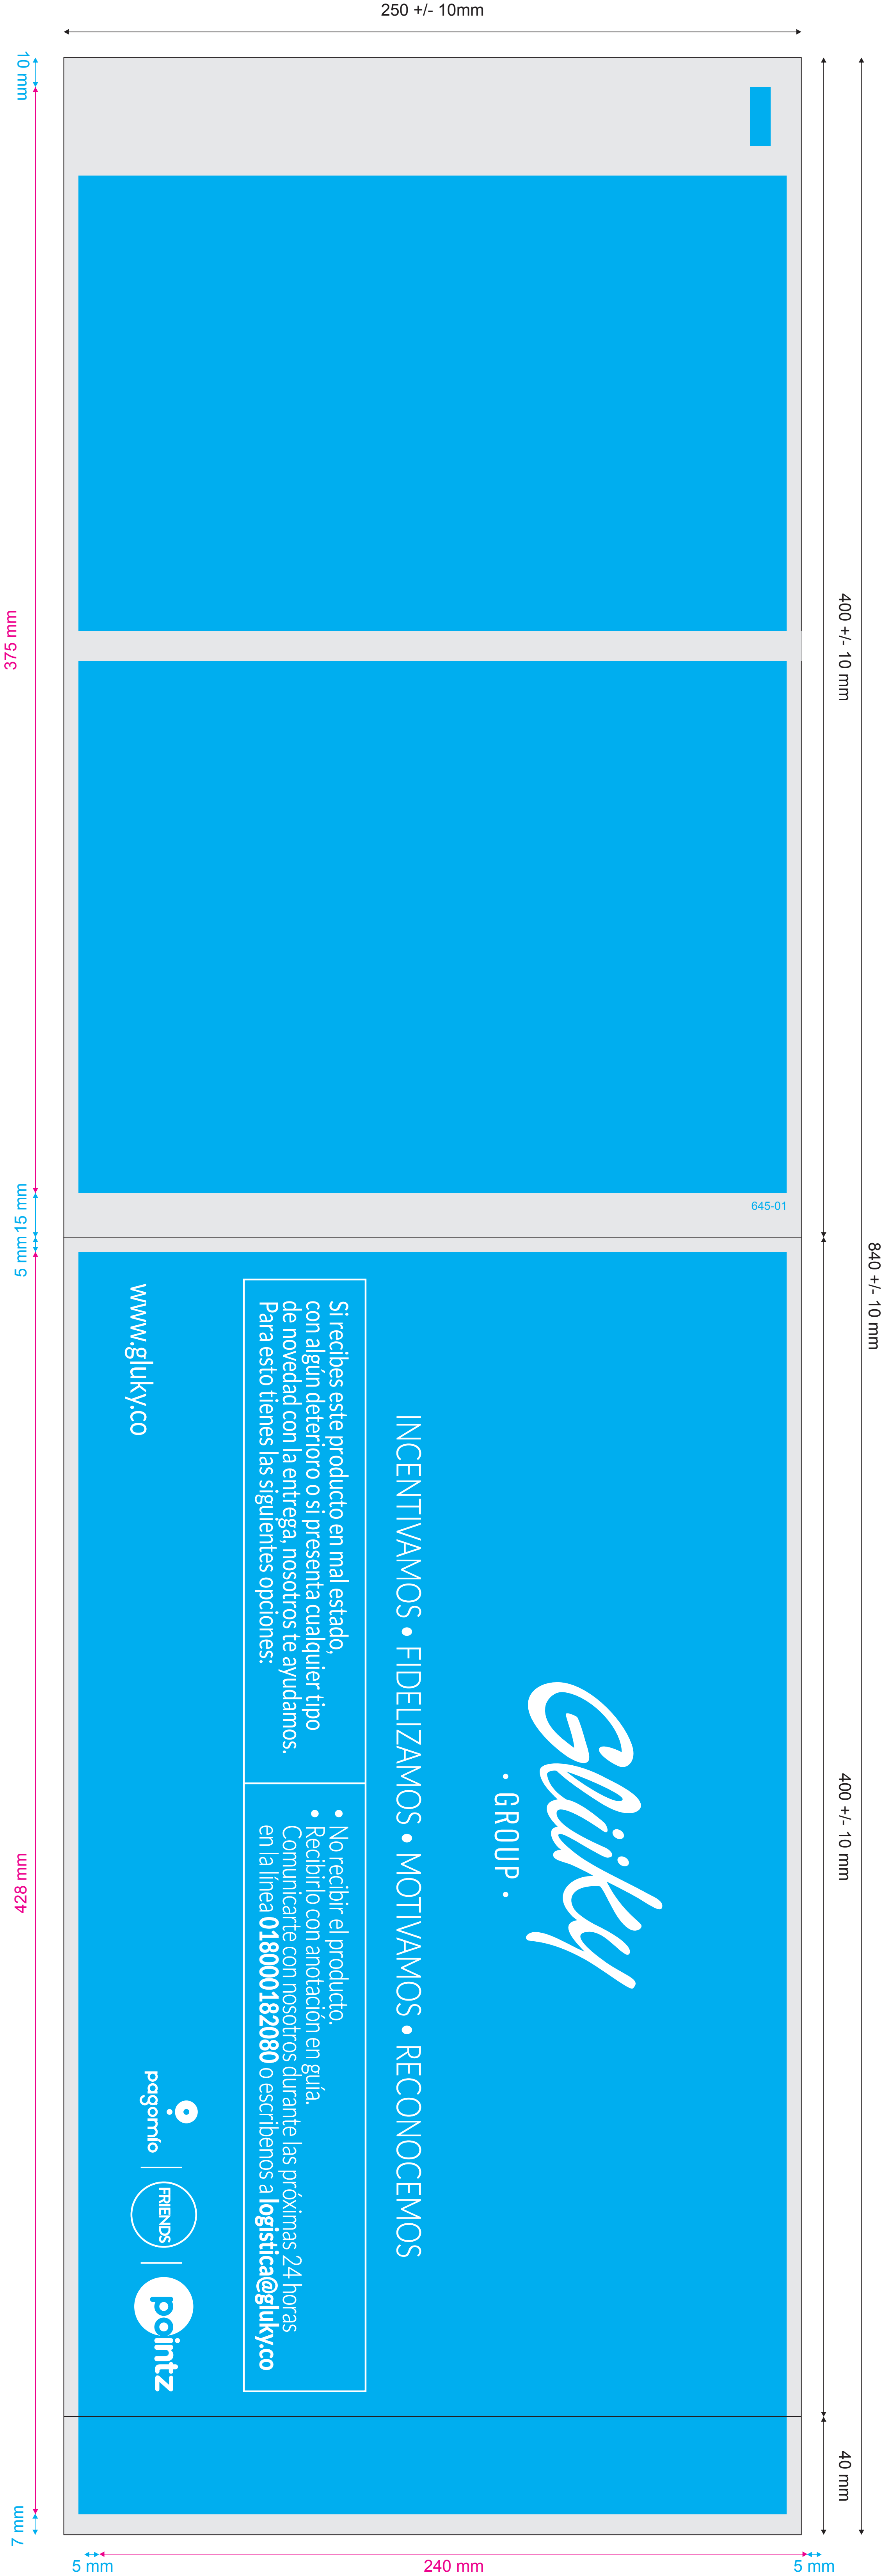 250 +/- 10mm
10 mm
375 mm
400 +/- 10 mm
840 +/- 10 mm
15 mm
5 mm
645-01
Gluky
· GROUP ·
INCENTIVAMOS • FIDELIZAMOS • MOTIVAMOS • RECONOCEMOS
Si recibes este producto en mal estado,
con algún deterioro o si presenta cualquier tipo
de novedad con la entrega, nosotros te ayudamos.
Para esto tienes las siguientes opciones:
• No recibir el producto.
• Recibirlo con anotación en guía.
Comunicarte con nosotros durante las próximas 24 horas
en la línea 018000182080 o escribenos a logistica@gluky.co
www.gluky.co
pagomío
FRIENDS
pointz
428 mm
400 +/- 10 mm
40 mm
7 mm
5 mm
240 mm
5 mm